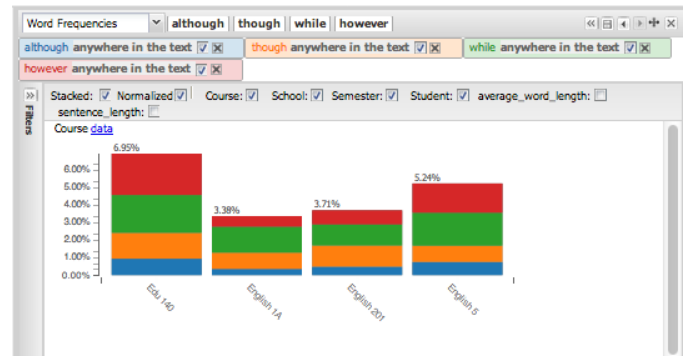 Word Frequencies although though while however
although anywhere in the text though anywhere in the text while anywhere in the text
however anywhere in the text
Stacked: Normalized Course: School: Semester: Student: average_word_length:
sentence_length:
Filters
Course data
6.95%
6.00%
5.00%
4.00%
3.00%
2.00%
1.00%
0.00%
3.38%
3.71%
5.24%
Edu 140
English 1A
English 201
English 5